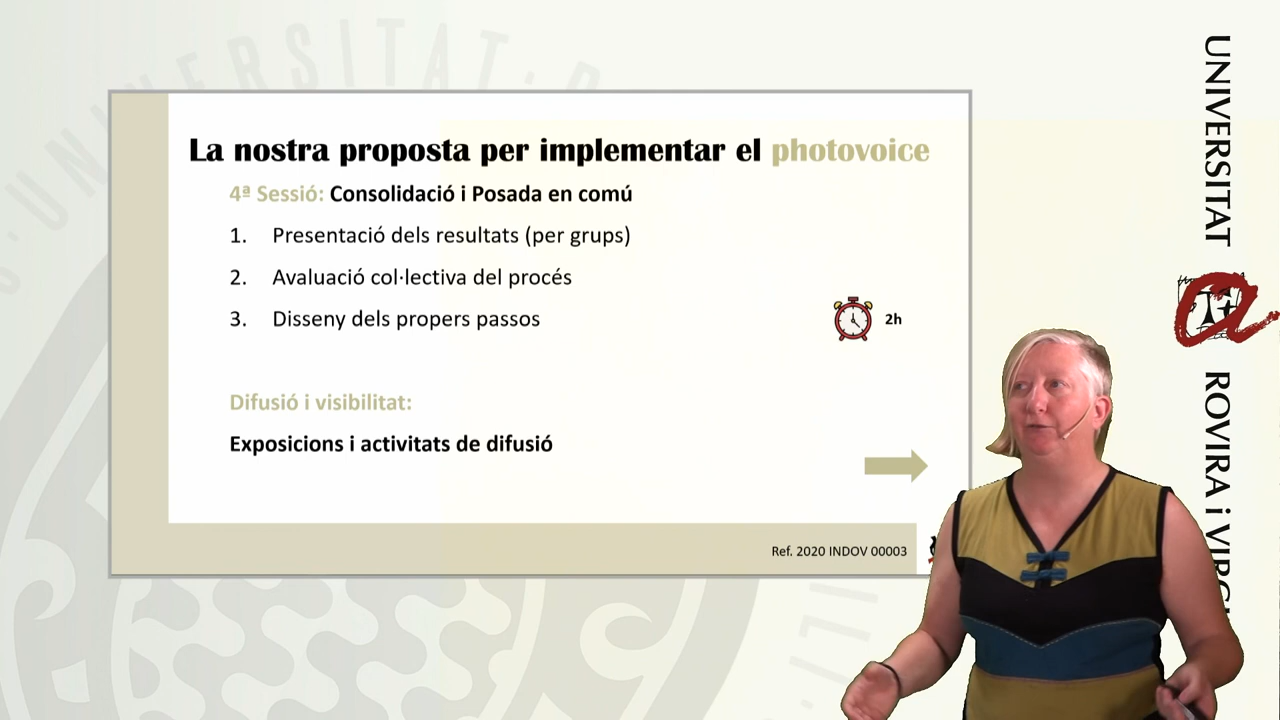 La nostra proposta per implementar el photovoice
4ª Sessió: Consolidació i Posada en comú
1. Presentació dels resultats (per grups)
2. Avaluació col·lectiva del procés
3. Disseny dels propers passos
2h
Difusió i visibilitat:
Exposicions i activitats de difusió
Ref. 2020 INDOV 00003
UNIVERSITAT
ROVIRA i